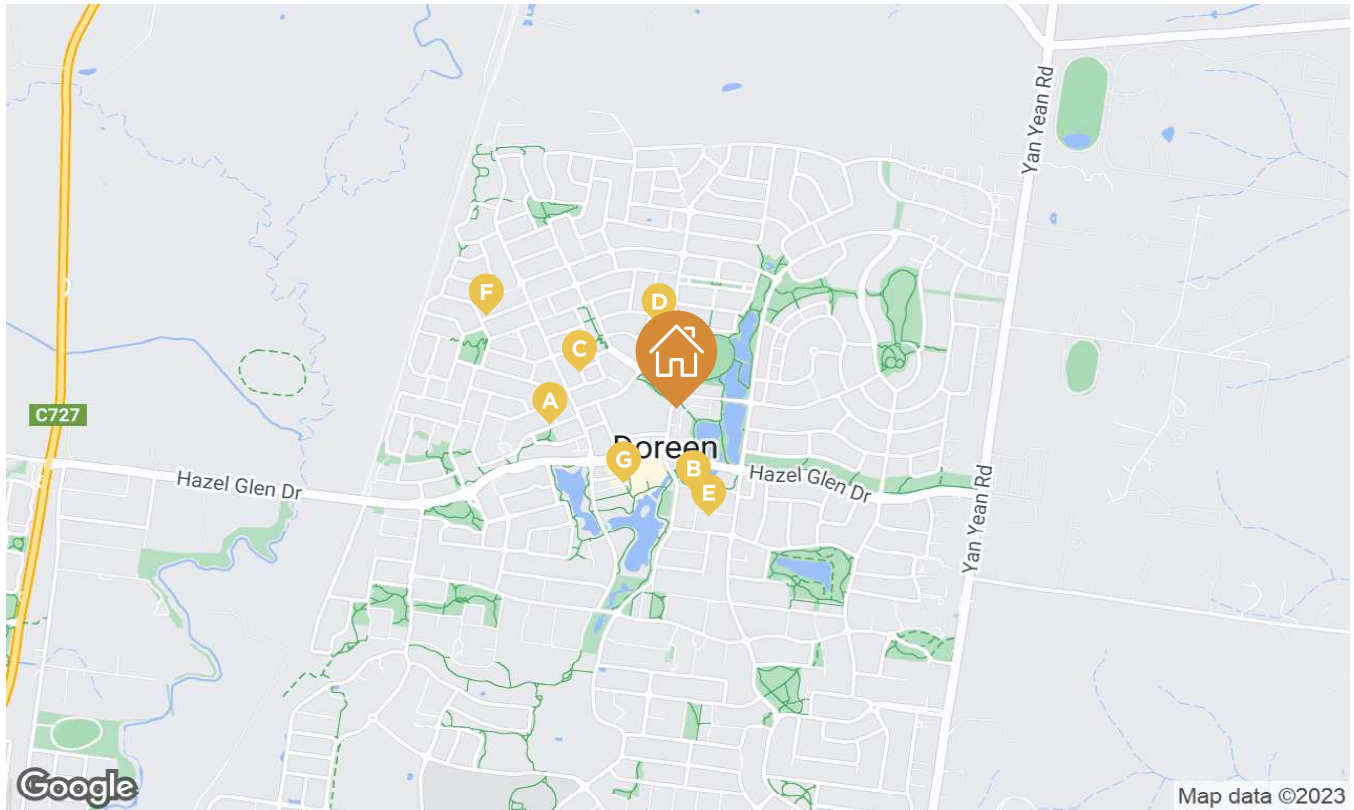 Yan Yean Rd
F
D
C
A
C727
Doreen
G
B
E
Hazel Glen Dr
Hazel Glen Dr
Yan Yean Rd
Google
Map data ©2023